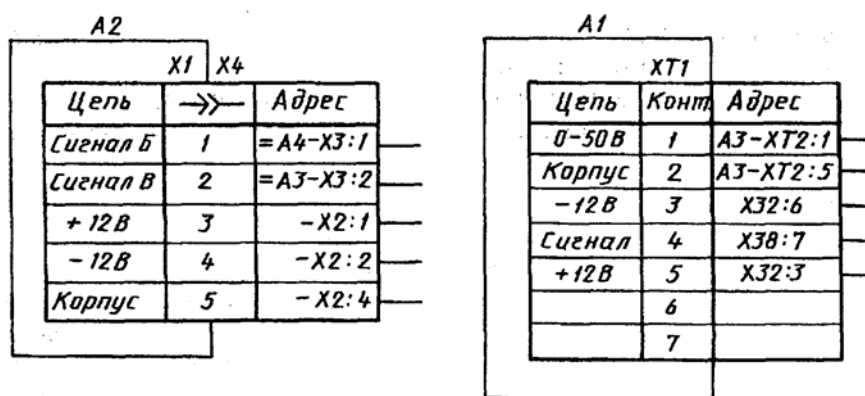 A2
X1 X4
Цепь Адрес
Сигнал Б 1 =A4-X3:1
Сигнал В 2 =A3-X3:2
+12В 3 -X2:1
-12В 4 -X2:2
Корпус 5 -X2:4
A1
XT1
Цепь Конт. Адрес
0-50В 1 A3-XT2:1
Корпус 2 A3-XT2:5
-12В 3 X32:6
Сигнал 4 X38:7
+12В 5 X32:3
6
7